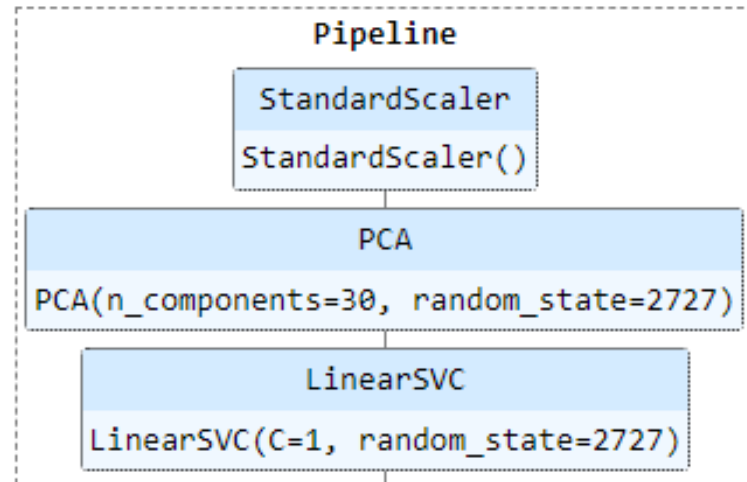 Pipeline
StandardScaler
StandardScaler()
PCA
PCA(n_components=30, random_state=2727)
LinearSVC
LinearSVC(C=1, random_state=2727)